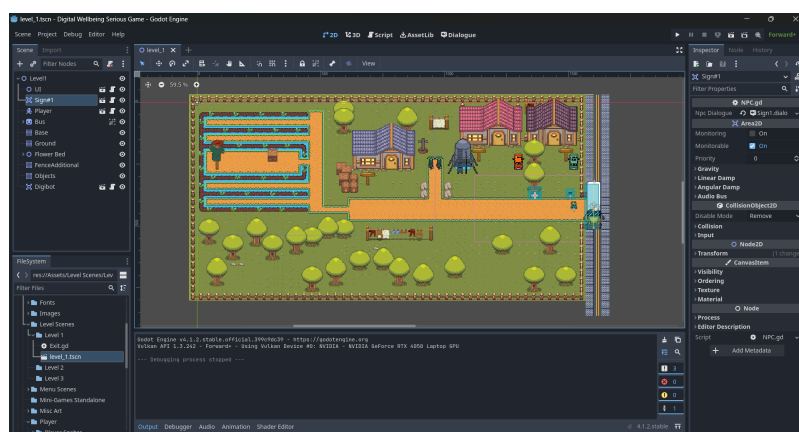 level_1.tscn - Digital Wellbeing Serious Game - Godot Engine
Scene Project Debug Editor Help
2D 3D Script AssetLib Dialogue
Forward+
Scene Import
level_1
Inspector Node History
Filter Nodes
View
59.5 %
Level1
UI
Sign#1
Player
Bus
Base
Ground
Flower Bed
FenceAdditional
Objects
Digibot
Sign#1
Filter Properties
NPC.gd
Npc Dialogue Sign1.dialo
Area2D
Monitoring On
Monitorable On
Priority 0
Gravity
Linear Damp
Angular Damp
Audio Bus
CollisionObject2D
Disable Mode Remove
Collision
Input
Node2D
Transform (1 change
CanvasItem
Visibility
Ordering
Texture
Material
Node
Process
Editor Description
Script NPC.gd
Add Metadata
FileSystem
res://Assets/Level Scenes/Lev
Filter Files
Fonts
Images
Level Scenes
Level 1
Exit.gd
level_1.tscn
Level 2
Level 3
Menu Scenes
Mini-Games Standalone
Misc Art
Player
Godot Engine v4.1.2.stable.official.399c9dc39 - https://godotengine.org
Vulkan API 1.3.242 - Forward+ - Using Vulkan Device #0: NVIDIA - NVIDIA GeForce RTX 4050 Laptop GPU
--- Debugging process stopped ---
3
0
0
1
Output Debugger Audio Animation Shader Editor
4.1.2.stable